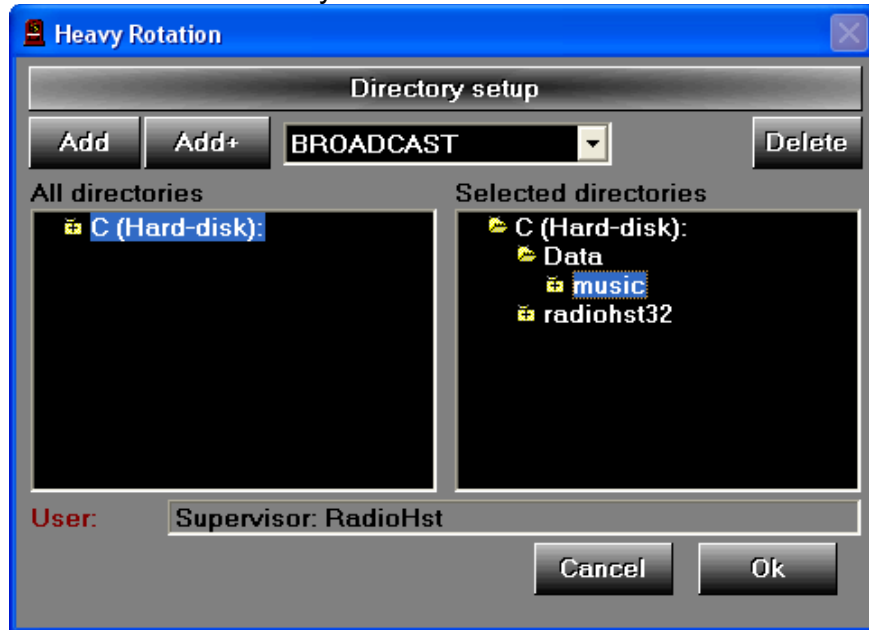 Heavy Rotation
Directory setup
Add Add+ BROADCAST Delete
All directories Selected directories
C (Hard-disk): C (Hard-disk):
Data
music
radiohst32
User: Supervisor: RadioHst
Cancel Ok